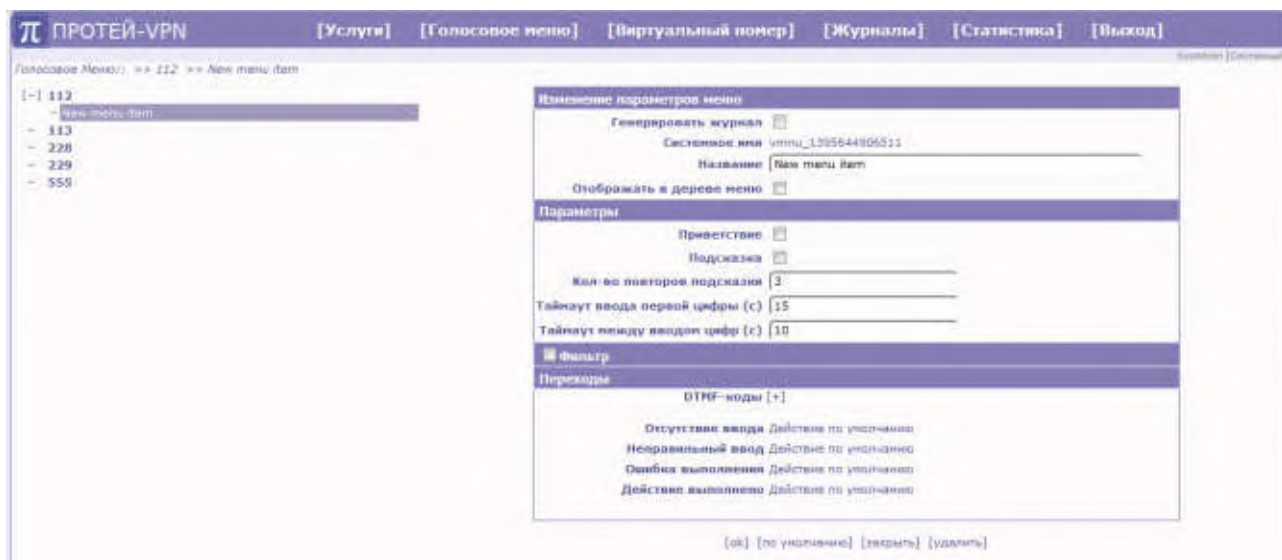 π ПРОТЕЙ-VPN [Услуги] [Голосовое меню] [Виртуальный номер] [Журналы] [Статистика] [Выход]
Голосовое Меню:: => 112 => New menu item
[-] 112
- New menu item
- 113
- 228
- 229
- 555
Изменение параметров меню
Генерировать журнал
Системное имя vmnu_1395644806511
Название New menu item
Отображать в дереве меню
Параметры
Приветствие
Подсказка
Кол-во повторов подсказки 3
Таймаут ввода первой цифры (с) 15
Таймаут между вводом цифр (с) 10
Фильтр
Переходы
DTMF-коды [+]
Отсутствие ввода Действие по умолчанию
Неправильный ввод Действие по умолчанию
Ошибка выполнения Действие по умолчанию
Действие выполнено Действие по умолчанию
[ok] [по умолчанию] [закрыть] [удалить]